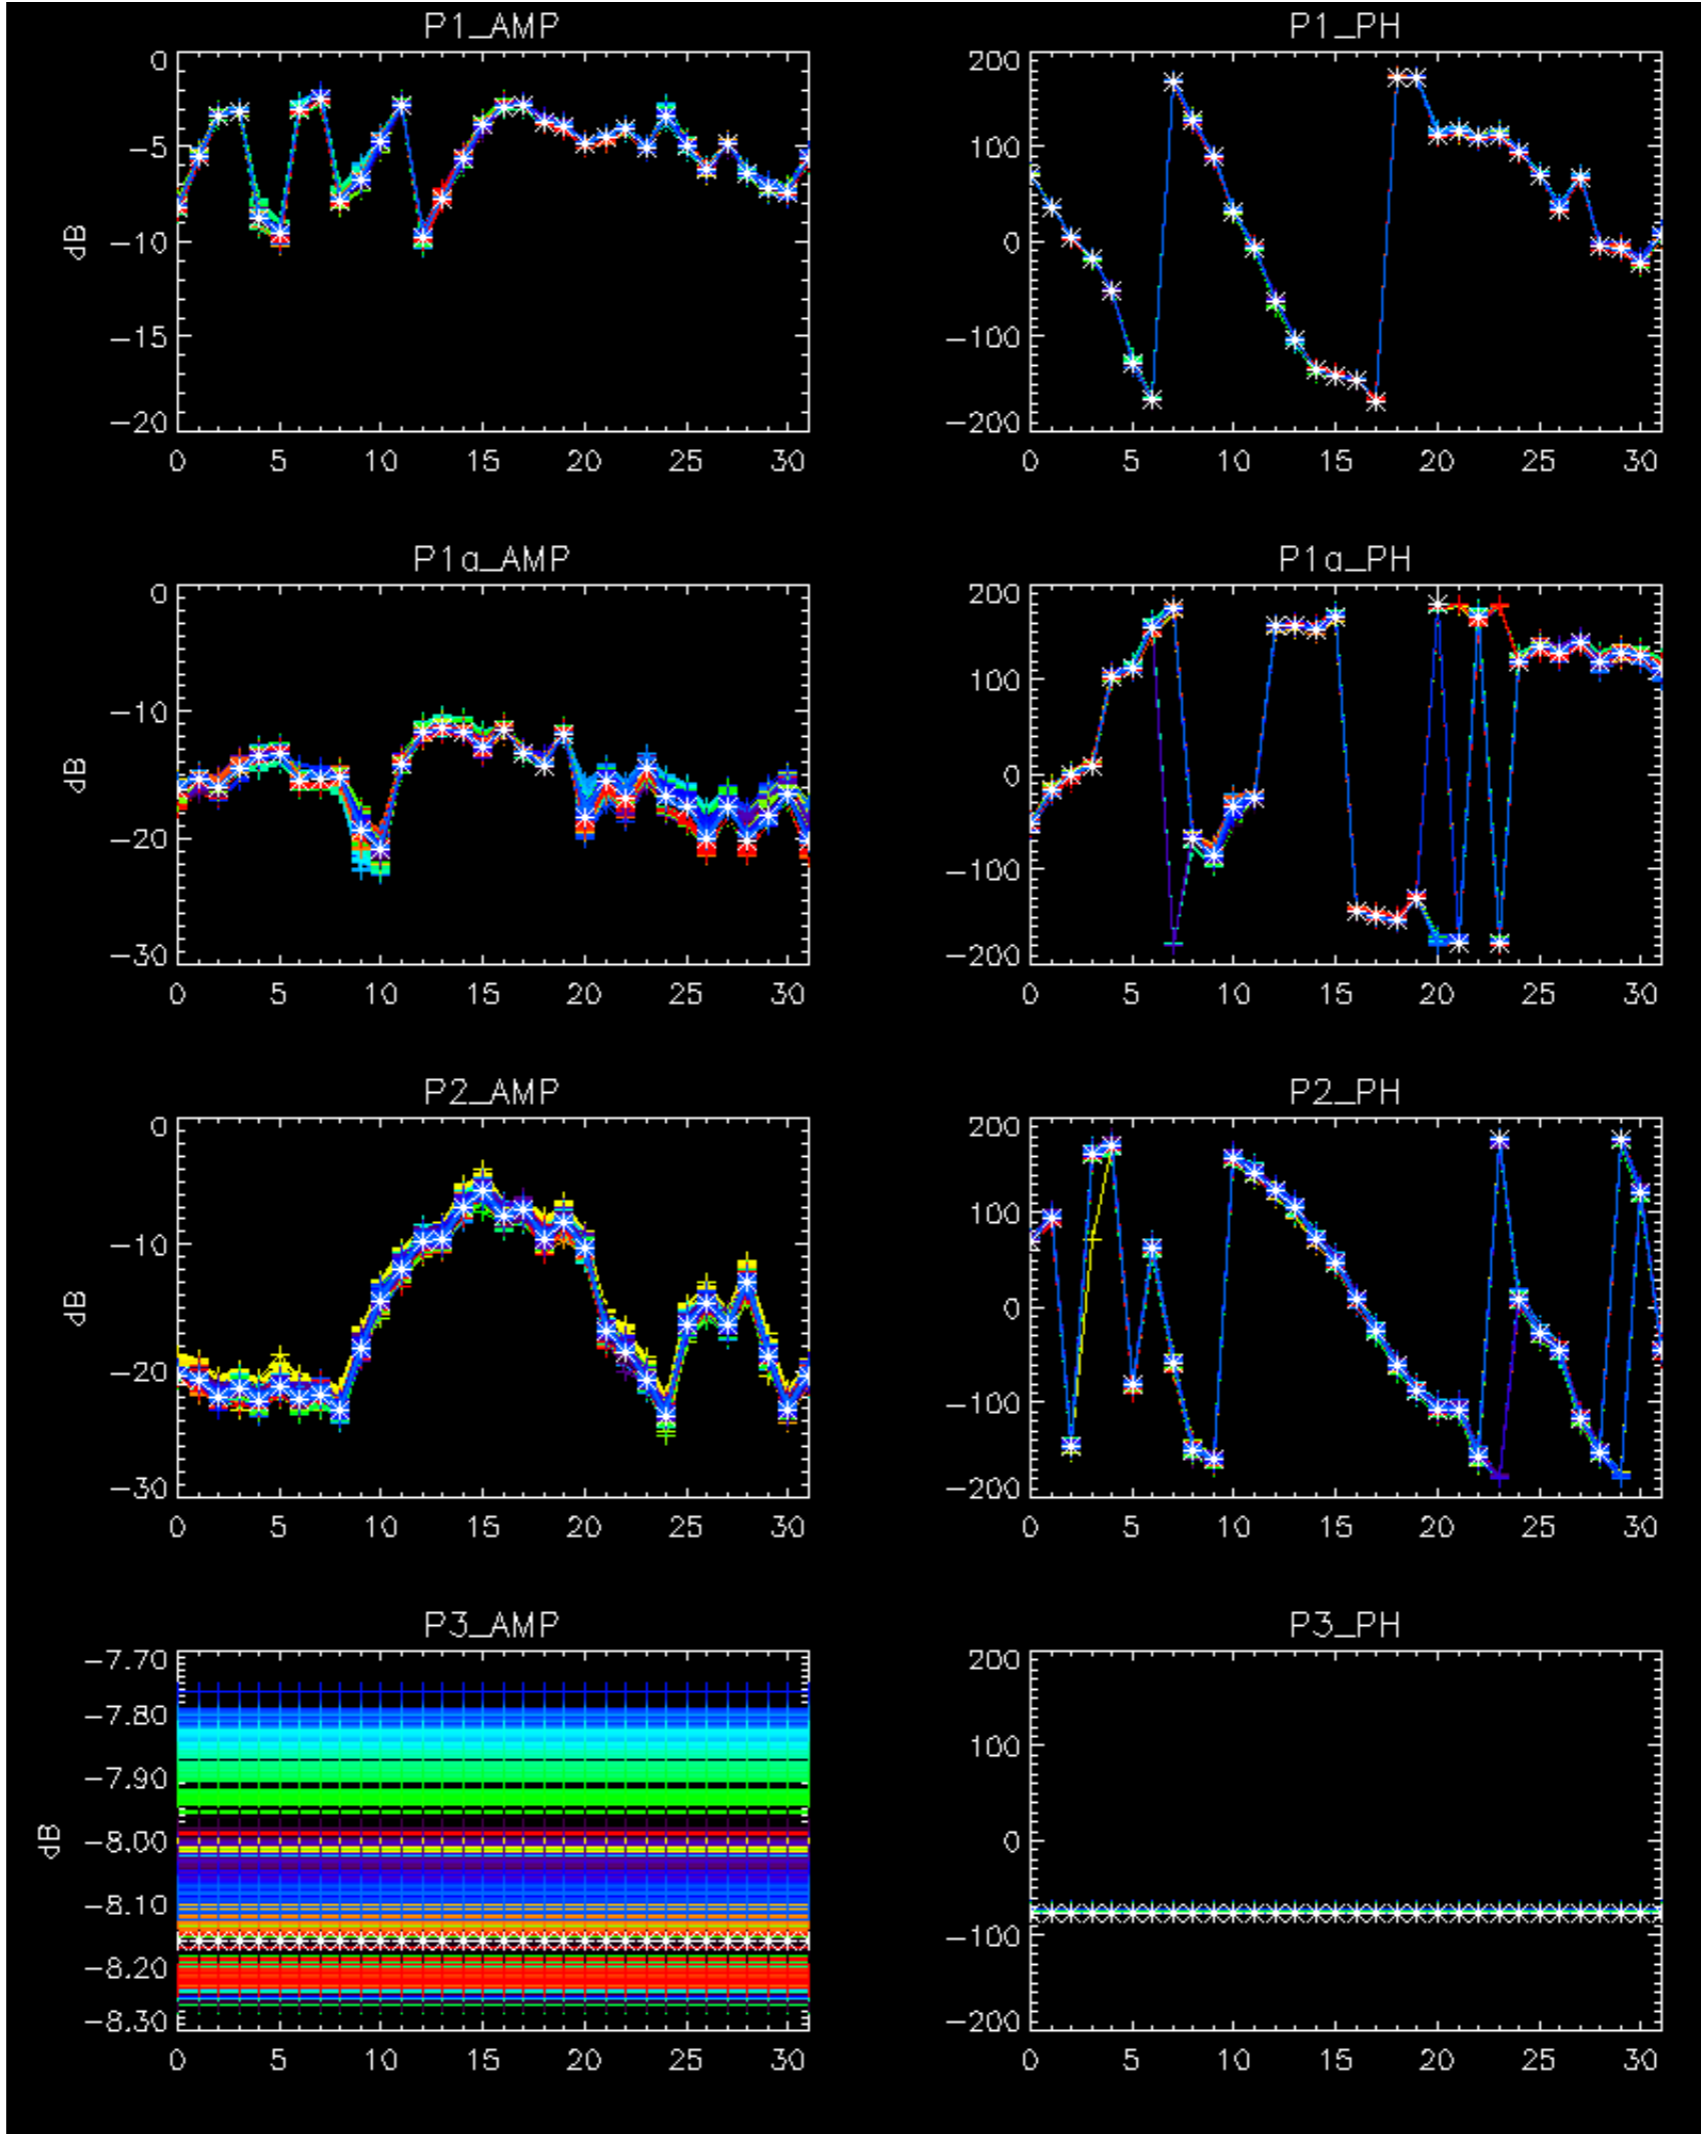 P1_AMP P1_PH
0 200
-5 100
dB -10 0
-15 -100
-20 -200
0 5 10 15 20 25 30 0 5 10 15 20 25 30
P1a_AMP P1a_PH
0 200
-10 100
dB 0
-20 -100
-30 -200
0 5 10 15 20 25 30 0 5 10 15 20 25 30
P2_AMP P2_PH
0 200
-10 100
dB 0
-20 -100
-30 -200
0 5 10 15 20 25 30 0 5 10 15 20 25 30
P3_AMP P3_PH
-7.70 200
-7.80 100
-7.90
dB -8.00 0
-8.10 -100
-8.20
-8.30 -200
0 5 10 15 20 25 30 0 5 10 15 20 25 30